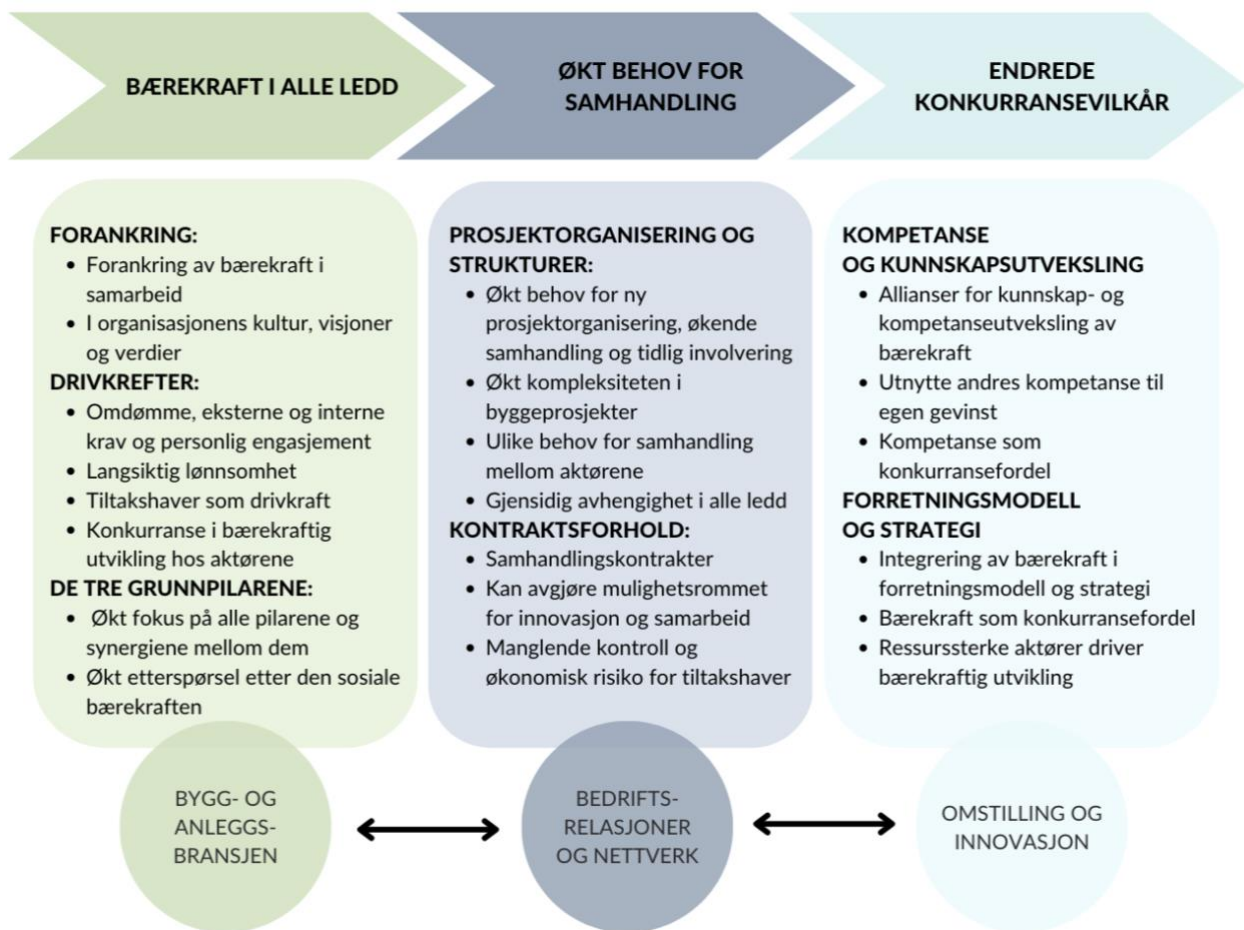 BÆREKRAFT I ALLE LEDD
ØKT BEHOV FOR
SAMHANDLING
ENDREDE
KONKURRANSEVILKÅR
FORANKRING:
• Forankring av bærekraft i
samarbeid
• I organisasjonens kultur, visjoner
og verdier
DRIVKREFTER:
• Omdømme, eksterne og interne
krav og personlig engasjement
• Langsiktig lønnsomhet
• Tiltakshaver som drivkraft
• Konkurranse i bærekraftig
utvikling hos aktørene
DE TRE GRUNNPILARENE:
• Økt fokus på alle pilarene og
synergiene mellom dem
• Økt etterspørsel etter den sosiale
bærekraften
PROSJEKTORGANISERING OG
STRUKTURER:
• Økt behov for ny
prosjektorganisering, økende
samhandling og tidlig involvering
• Økt kompleksiteten i
byggeprosjekter
• Ulike behov for samhandling
mellom aktørene
• Gjensidig avhengighet i alle ledd
KONTRAKTSFORHOLD:
• Samhandlingskontrakter
• Kan avgjøre mulighetsrommet
for innovasjon og samarbeid
• Manglende kontroll og
økonomisk risiko for tiltakshaver
KOMPETANSE
OG KUNNSKAPSUTVEKSLING
• Allianser for kunnskap- og
kompetanseutveksling av
bærekraft
• Utnytte andres kompetanse til
egen gevinst
• Kompetanse som
konkurransefordel
FORRETNINGSMODELL
OG STRATEGI
• Integrering av bærekraft i
forretningsmodell og strategi
• Bærekraft som konkurransefordel
• Ressurssterke aktører driver
bærekraftig utvikling
BYGG- OG
ANLEGGS-
BRANSJEN
BEDRIFTS-
RELASJONER
OG NETTVERK
OMSTILLING OG
INNOVASJON